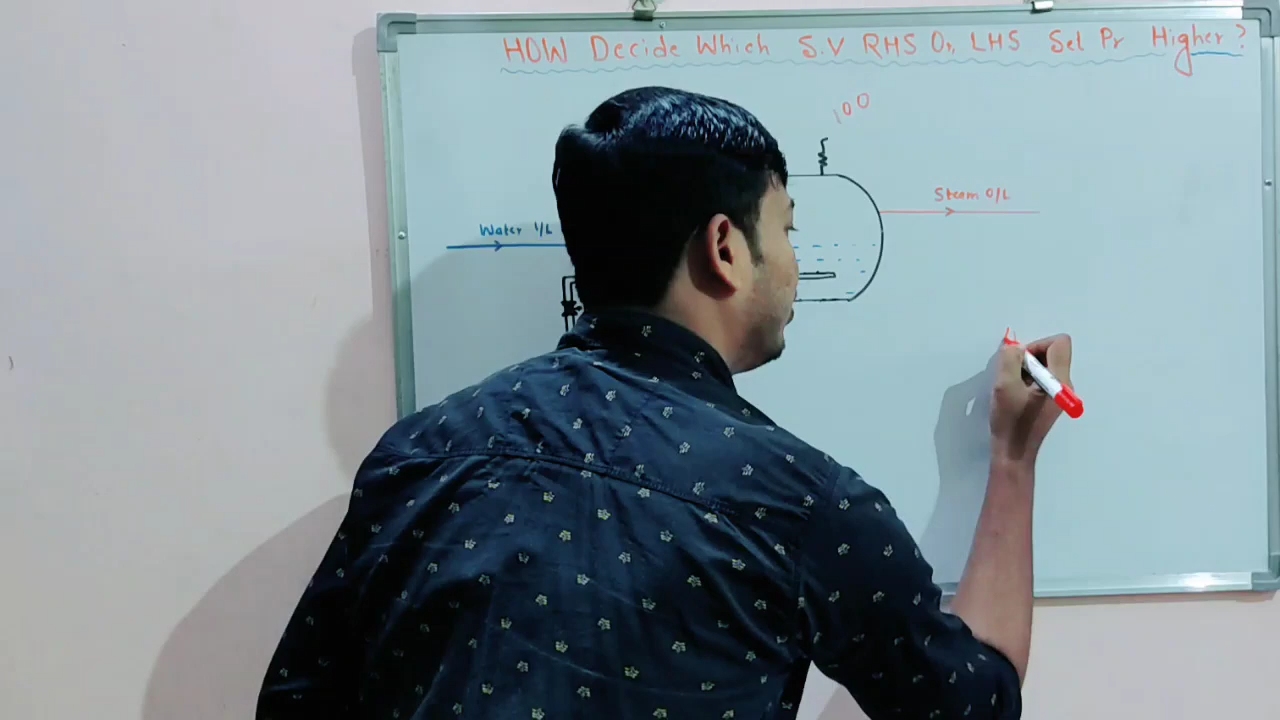 HOW Decide Which S.V RHS Or LHS Set Pr Higher?
100
Steam O/L
Water I/L